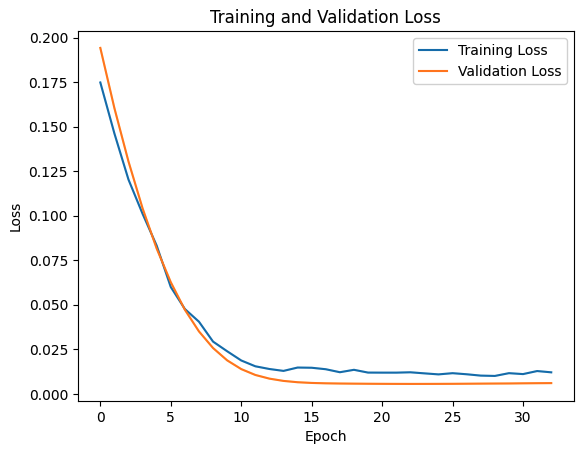 Training and Validation Loss
Training Loss
Validation Loss
0.200
0.175
0.150
0.125
0.100
0.075
0.050
0.025
0.000
Loss
0 5 10 15 20 25 30
Epoch